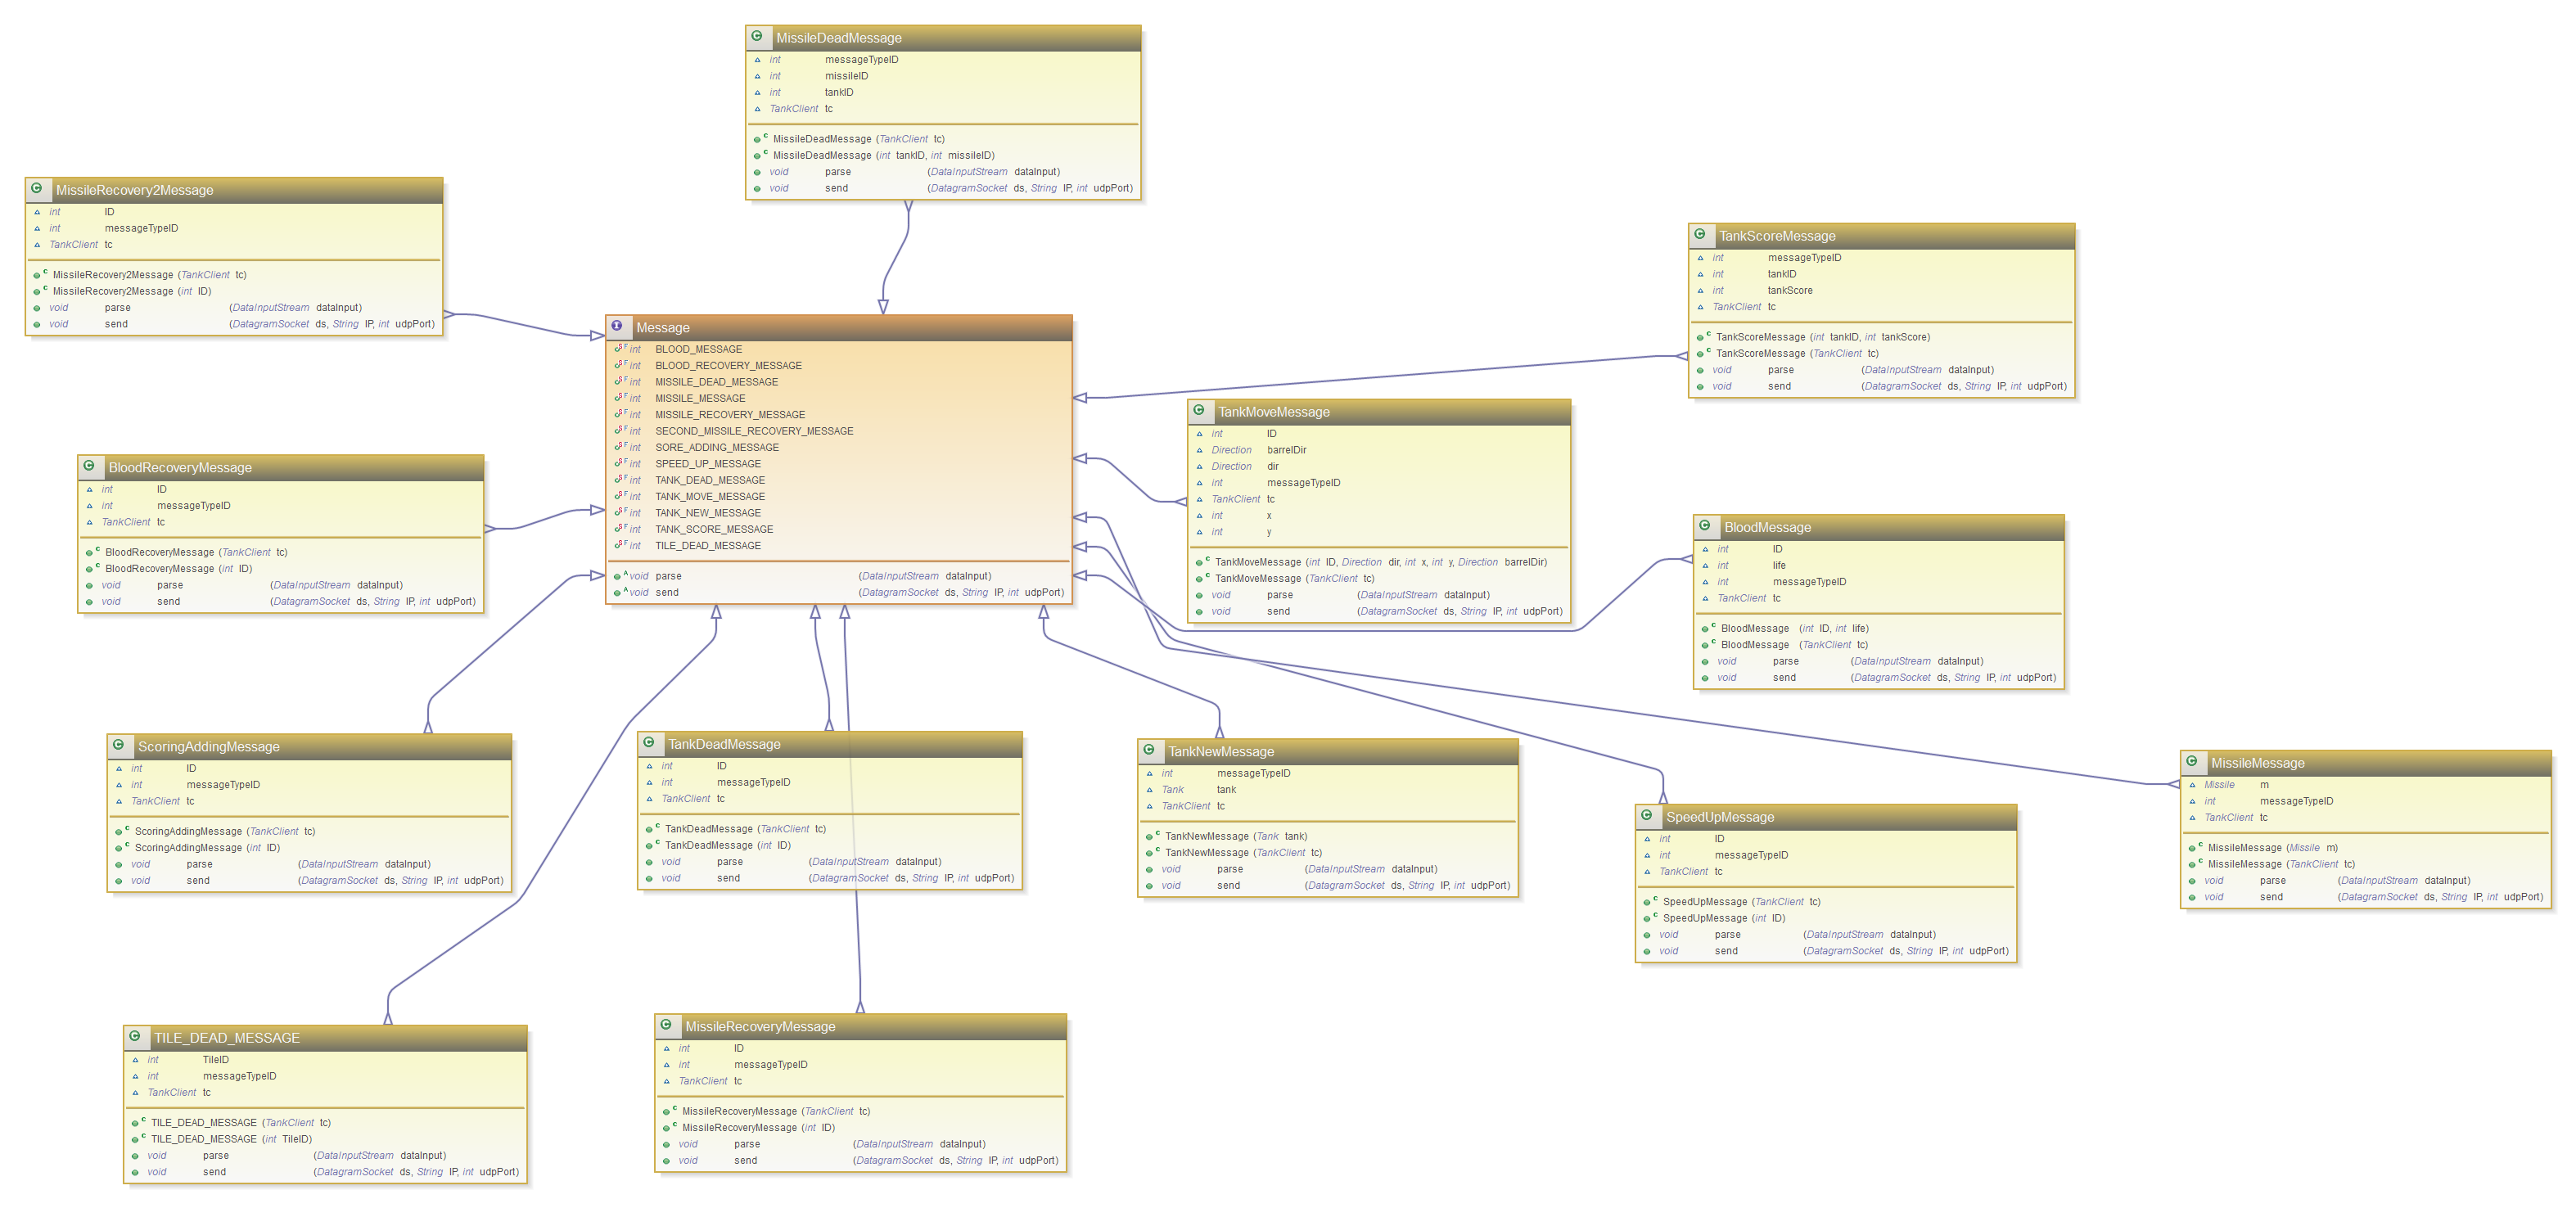 MissileDeadMessage
int messageTypeID
int missileID
int tankID
TankClient tc
MissileDeadMessage (TankClient tc)
MissileDeadMessage (int tankID, int missileID)
void parse (DataInputStream dataInput)
void send (DatagramSocket ds, String IP, int udpPort)
MissileRecovery2Message
int ID
int messageTypeID
TankClient tc
MissileRecovery2Message (TankClient tc)
MissileRecovery2Message (int ID)
void parse (DataInputStream dataInput)
void send (DatagramSocket ds, String IP, int udpPort)
TankScoreMessage
int messageTypeID
int tankID
int tankScore
TankClient tc
TankScoreMessage (int tankID, int tankScore)
TankScoreMessage (TankClient tc)
void parse (DataInputStream dataInput)
void send (DatagramSocket ds, String IP, int udpPort)
Message
int BLOOD_MESSAGE
int BLOOD_RECOVERY_MESSAGE
int MISSILE_DEAD_MESSAGE
int MISSILE_MESSAGE
int MISSILE_RECOVERY_MESSAGE
int SECOND_MISSILE_RECOVERY_MESSAGE
int SORE_ADDING_MESSAGE
int SPEED_UP_MESSAGE
int TANK_DEAD_MESSAGE
int TANK_MOVE_MESSAGE
int TANK_NEW_MESSAGE
int TANK_SCORE_MESSAGE
int TILE_DEAD_MESSAGE
void parse (DataInputStream dataInput)
void send (DatagramSocket ds, String IP, int udpPort)
TankMoveMessage
int ID
Direction barrelDir
Direction dir
int messageTypeID
TankClient tc
int x
int y
TankMoveMessage (int ID, Direction dir, int x, int y, Direction barrelDir)
TankMoveMessage (TankClient tc)
void parse (DataInputStream dataInput)
void send (DatagramSocket ds, String IP, int udpPort)
BloodRecoveryMessage
int ID
int messageTypeID
TankClient tc
BloodRecoveryMessage (TankClient tc)
BloodRecoveryMessage (int ID)
void parse (DataInputStream dataInput)
void send (DatagramSocket ds, String IP, int udpPort)
BloodMessage
int ID
int life
int messageTypeID
TankClient tc
BloodMessage (int ID, int life)
BloodMessage (TankClient tc)
void parse (DataInputStream dataInput)
void send (DatagramSocket ds, String IP, int udpPort)
ScoringAddingMessage
int ID
int messageTypeID
TankClient tc
ScoringAddingMessage (TankClient tc)
ScoringAddingMessage (int ID)
void parse (DataInputStream dataInput)
void send (DatagramSocket ds, String IP, int udpPort)
TankDeadMessage
int ID
int messageTypeID
TankClient tc
TankDeadMessage (TankClient tc)
TankDeadMessage (int ID)
void parse (DataInputStream dataInput)
void send (DatagramSocket ds, String IP, int udpPort)
TankNewMessage
int messageTypeID
Tank tank
TankClient tc
TankNewMessage (Tank tank)
TankNewMessage (TankClient tc)
void parse (DataInputStream dataInput)
void send (DatagramSocket ds, String IP, int udpPort)
MissileMessage
Missile m
int messageTypeID
TankClient tc
MissileMessage (Missile m)
MissileMessage (TankClient tc)
void parse (DataInputStream dataInput)
void send (DatagramSocket ds, String IP, int udpPort)
SpeedUpMessage
int ID
int messageTypeID
TankClient tc
SpeedUpMessage (TankClient tc)
SpeedUpMessage (int ID)
void parse (DataInputStream dataInput)
void send (DatagramSocket ds, String IP, int udpPort)
TILE_DEAD_MESSAGE
int TileID
int messageTypeID
TankClient tc
TILE_DEAD_MESSAGE (TankClient tc)
TILE_DEAD_MESSAGE (int TileID)
void parse (DataInputStream dataInput)
void send (DatagramSocket ds, String IP, int udpPort)
MissileRecoveryMessage
int ID
int messageTypeID
TankClient tc
MissileRecoveryMessage (TankClient tc)
MissileRecoveryMessage (int ID)
void parse (DataInputStream dataInput)
void send (DatagramSocket ds, String IP, int udpPort)